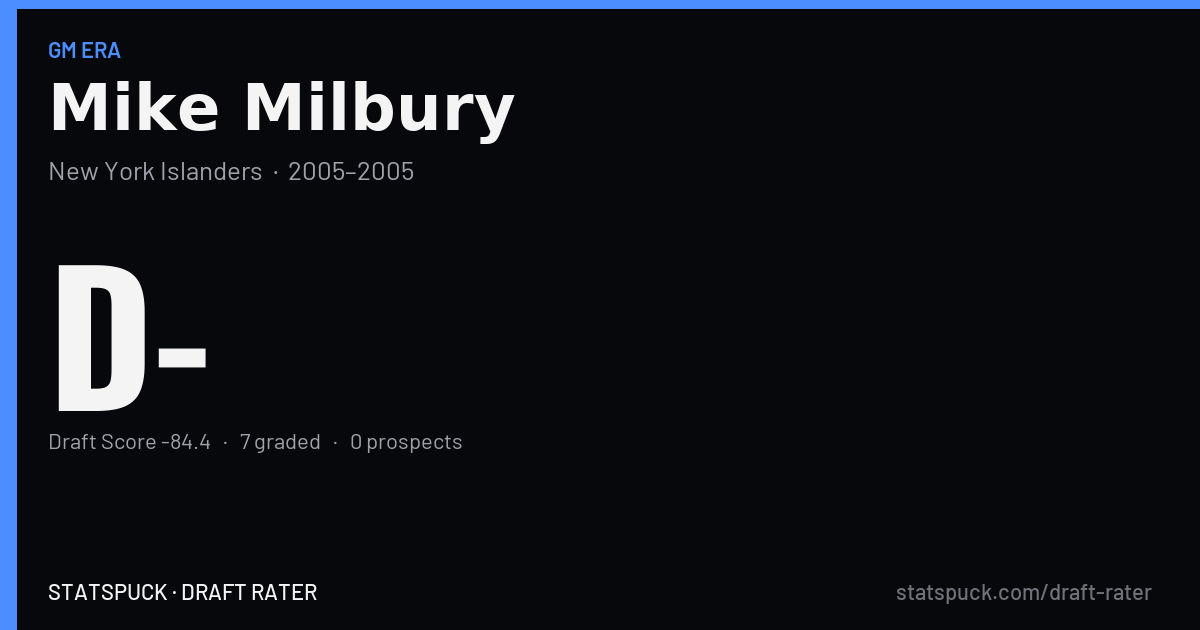 GM ERA
Mike Milbury
New York Islanders · 2005–2005
D-
Draft Score -84.4 · 7 graded · 0 prospects
STATSPUCK · DRAFT RATER
statspuck.com/draft-rater